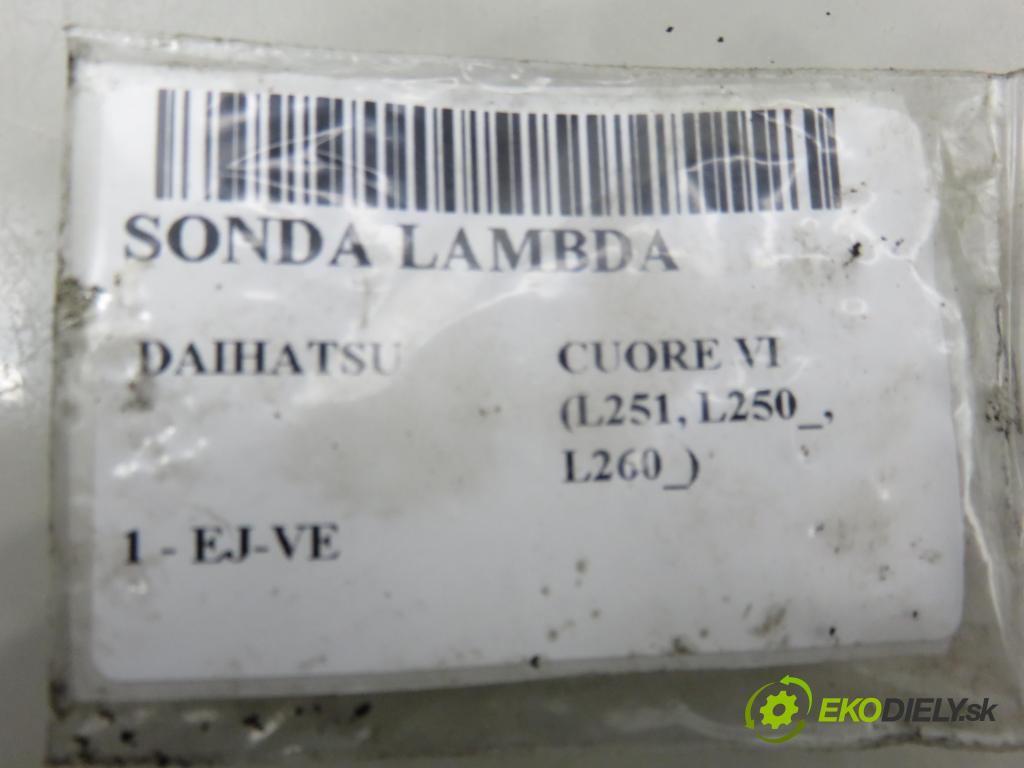 SONDA LAMBDA
DAIHATSU
CUORE VI
(L251, L250_,
L260_)
1 - EJ-VE
EKODIELY.sk